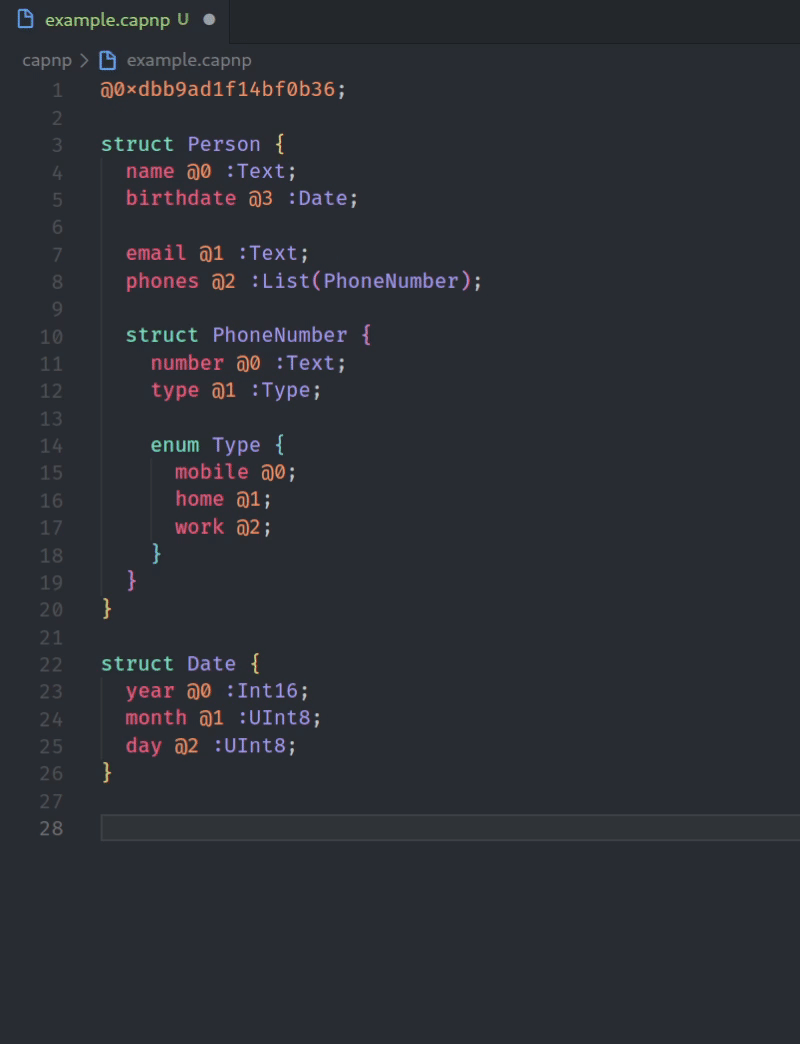 example.capnp U
capnp > example.capnp
1 @0×dbb9ad1f14bf0b36;
2
3 struct Person {
4   name @0 :Text;
5   birthdate @3 :Date;
6
7   email @1 :Text;
8   phones @2 :List(PhoneNumber);
9
10   struct PhoneNumber {
11     number @0 :Text;
12     type @1 :Type;
13
14     enum Type {
15       mobile @0;
16       home @1;
17       work @2;
18     }
19   }
20 }
21
22 struct Date {
23   year @0 :Int16;
24   month @1 :UInt8;
25   day @2 :UInt8;
26 }
27
28